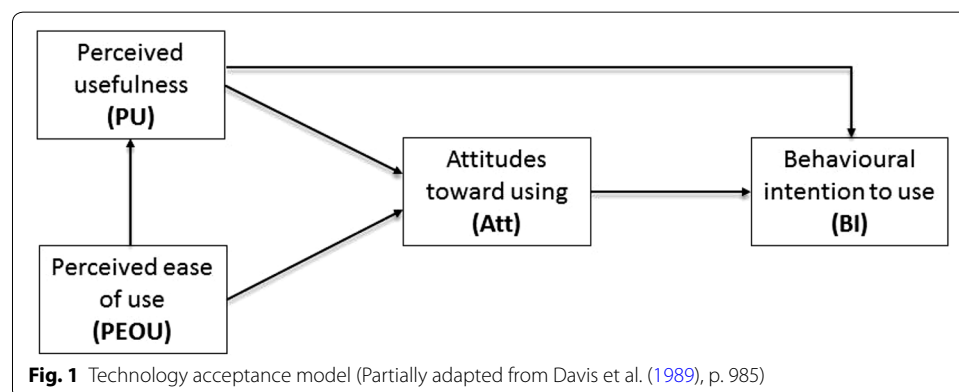 Perceived
usefulness
(PU)
Attitudes
toward using
(Att)
Behavioural
intention to use
(BI)
Perceived ease
of use
(PEOU)
Fig. 1 Technology acceptance model (Partially adapted from Davis et al. (1989), p. 985)